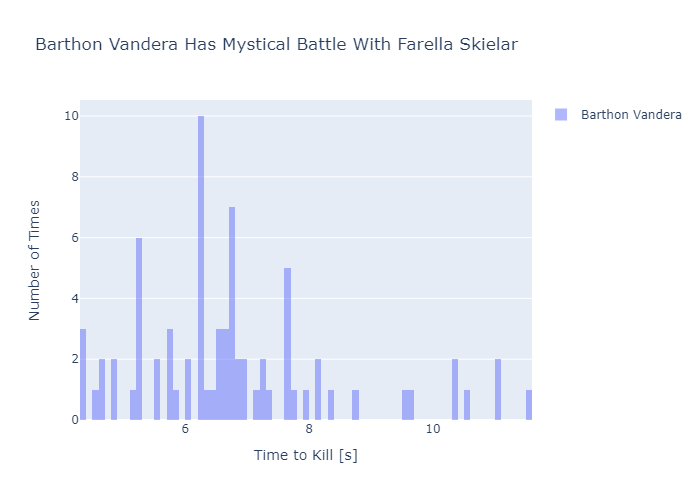 Barthon Vandera Has Mystical Battle With Farella Skielar
Barthon Vandera
10
8
6
4
2
0
Number of Times
6 8 10
Time to Kill [s]